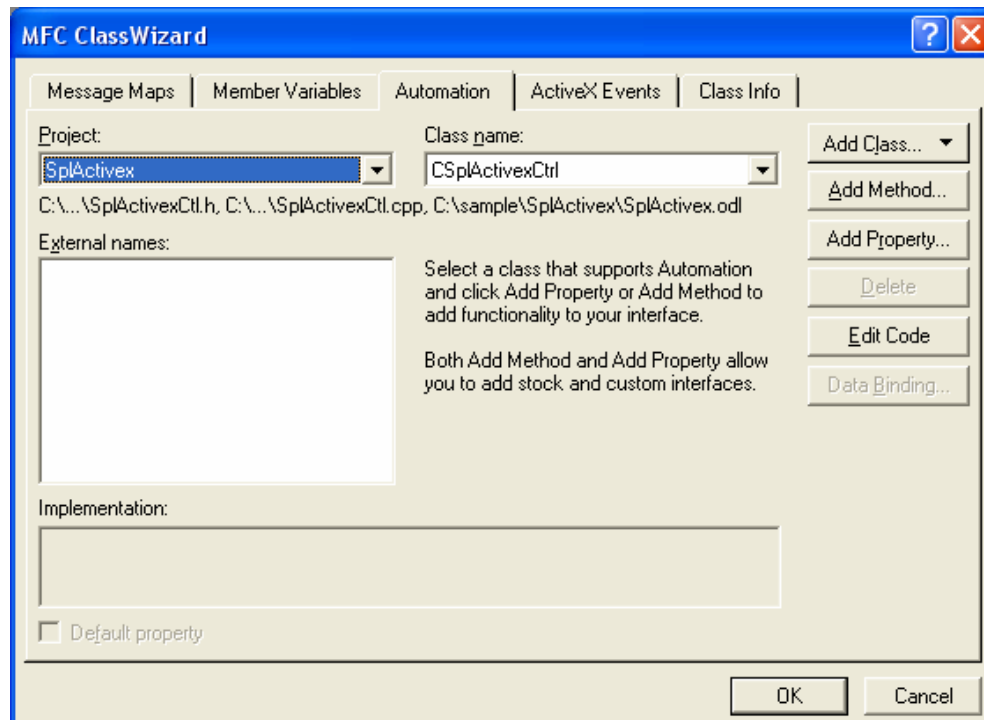 MFC ClassWizard
?
Message Maps Member Variables Automation ActiveX Events Class Info
Project: Class name:
SplActivex CSplActivexCtrl
Add Class...
C:\...\SplActivexCtl.h, C:\...\SplActivexCtl.cpp, C:\sample\SplActivex\SplActivex.odl
Add Method...
External names:
Add Property...
Select a class that supports Automation
and click Add Property or Add Method to
add functionality to your interface.
Delete
Edit Code
Both Add Method and Add Property allow
you to add stock and custom interfaces.
Data Binding...
Implementation:
Default property
OK Cancel